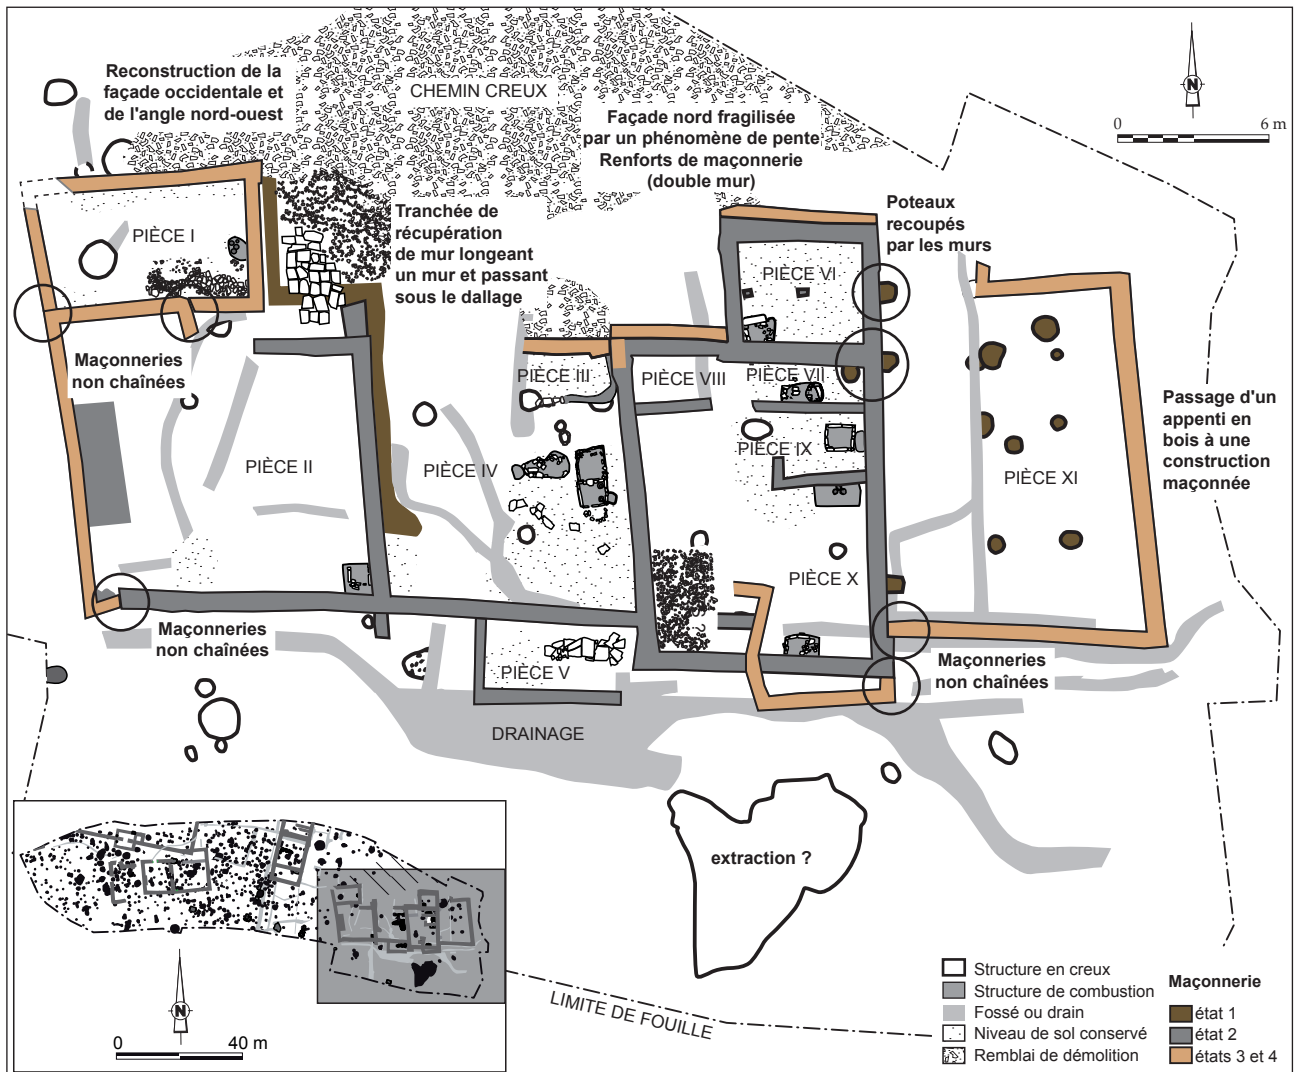 Reconstruction de la
façade occidentale et
de l'angle nord-ouest
CHEMIN CREUX
Façade nord fragilisée
par un phénomène de pente
Renforts de maçonnerie
(double mur)
N
0 6 m
Tranchée de
récupération
de mur longeant
un mur et passant
sous le dallage
Poteaux
recoupés
par les murs
PIÈCE I
PIÈCE VI
Maçonneries
non chaînées
PIÈCE III
PIÈCE VIII
PIÈCE VII
Passage d'un
appenti en
bois à une
construction
maçonnée
PIÈCE II
PIÈCE IV
PIÈCE IX
PIÈCE XI
PIÈCE X
Maçonneries
non chaînées
PIÈCE V
Maçonneries
non chaînées
DRAINAGE
extraction ?
N
0 40 m
LIMITE DE FOUILLE
Structure en creux
Structure de combustion
Fossé ou drain
Niveau de sol conservé
Remblai de démolition
Maçonnerie
état 1
état 2
états 3 et 4